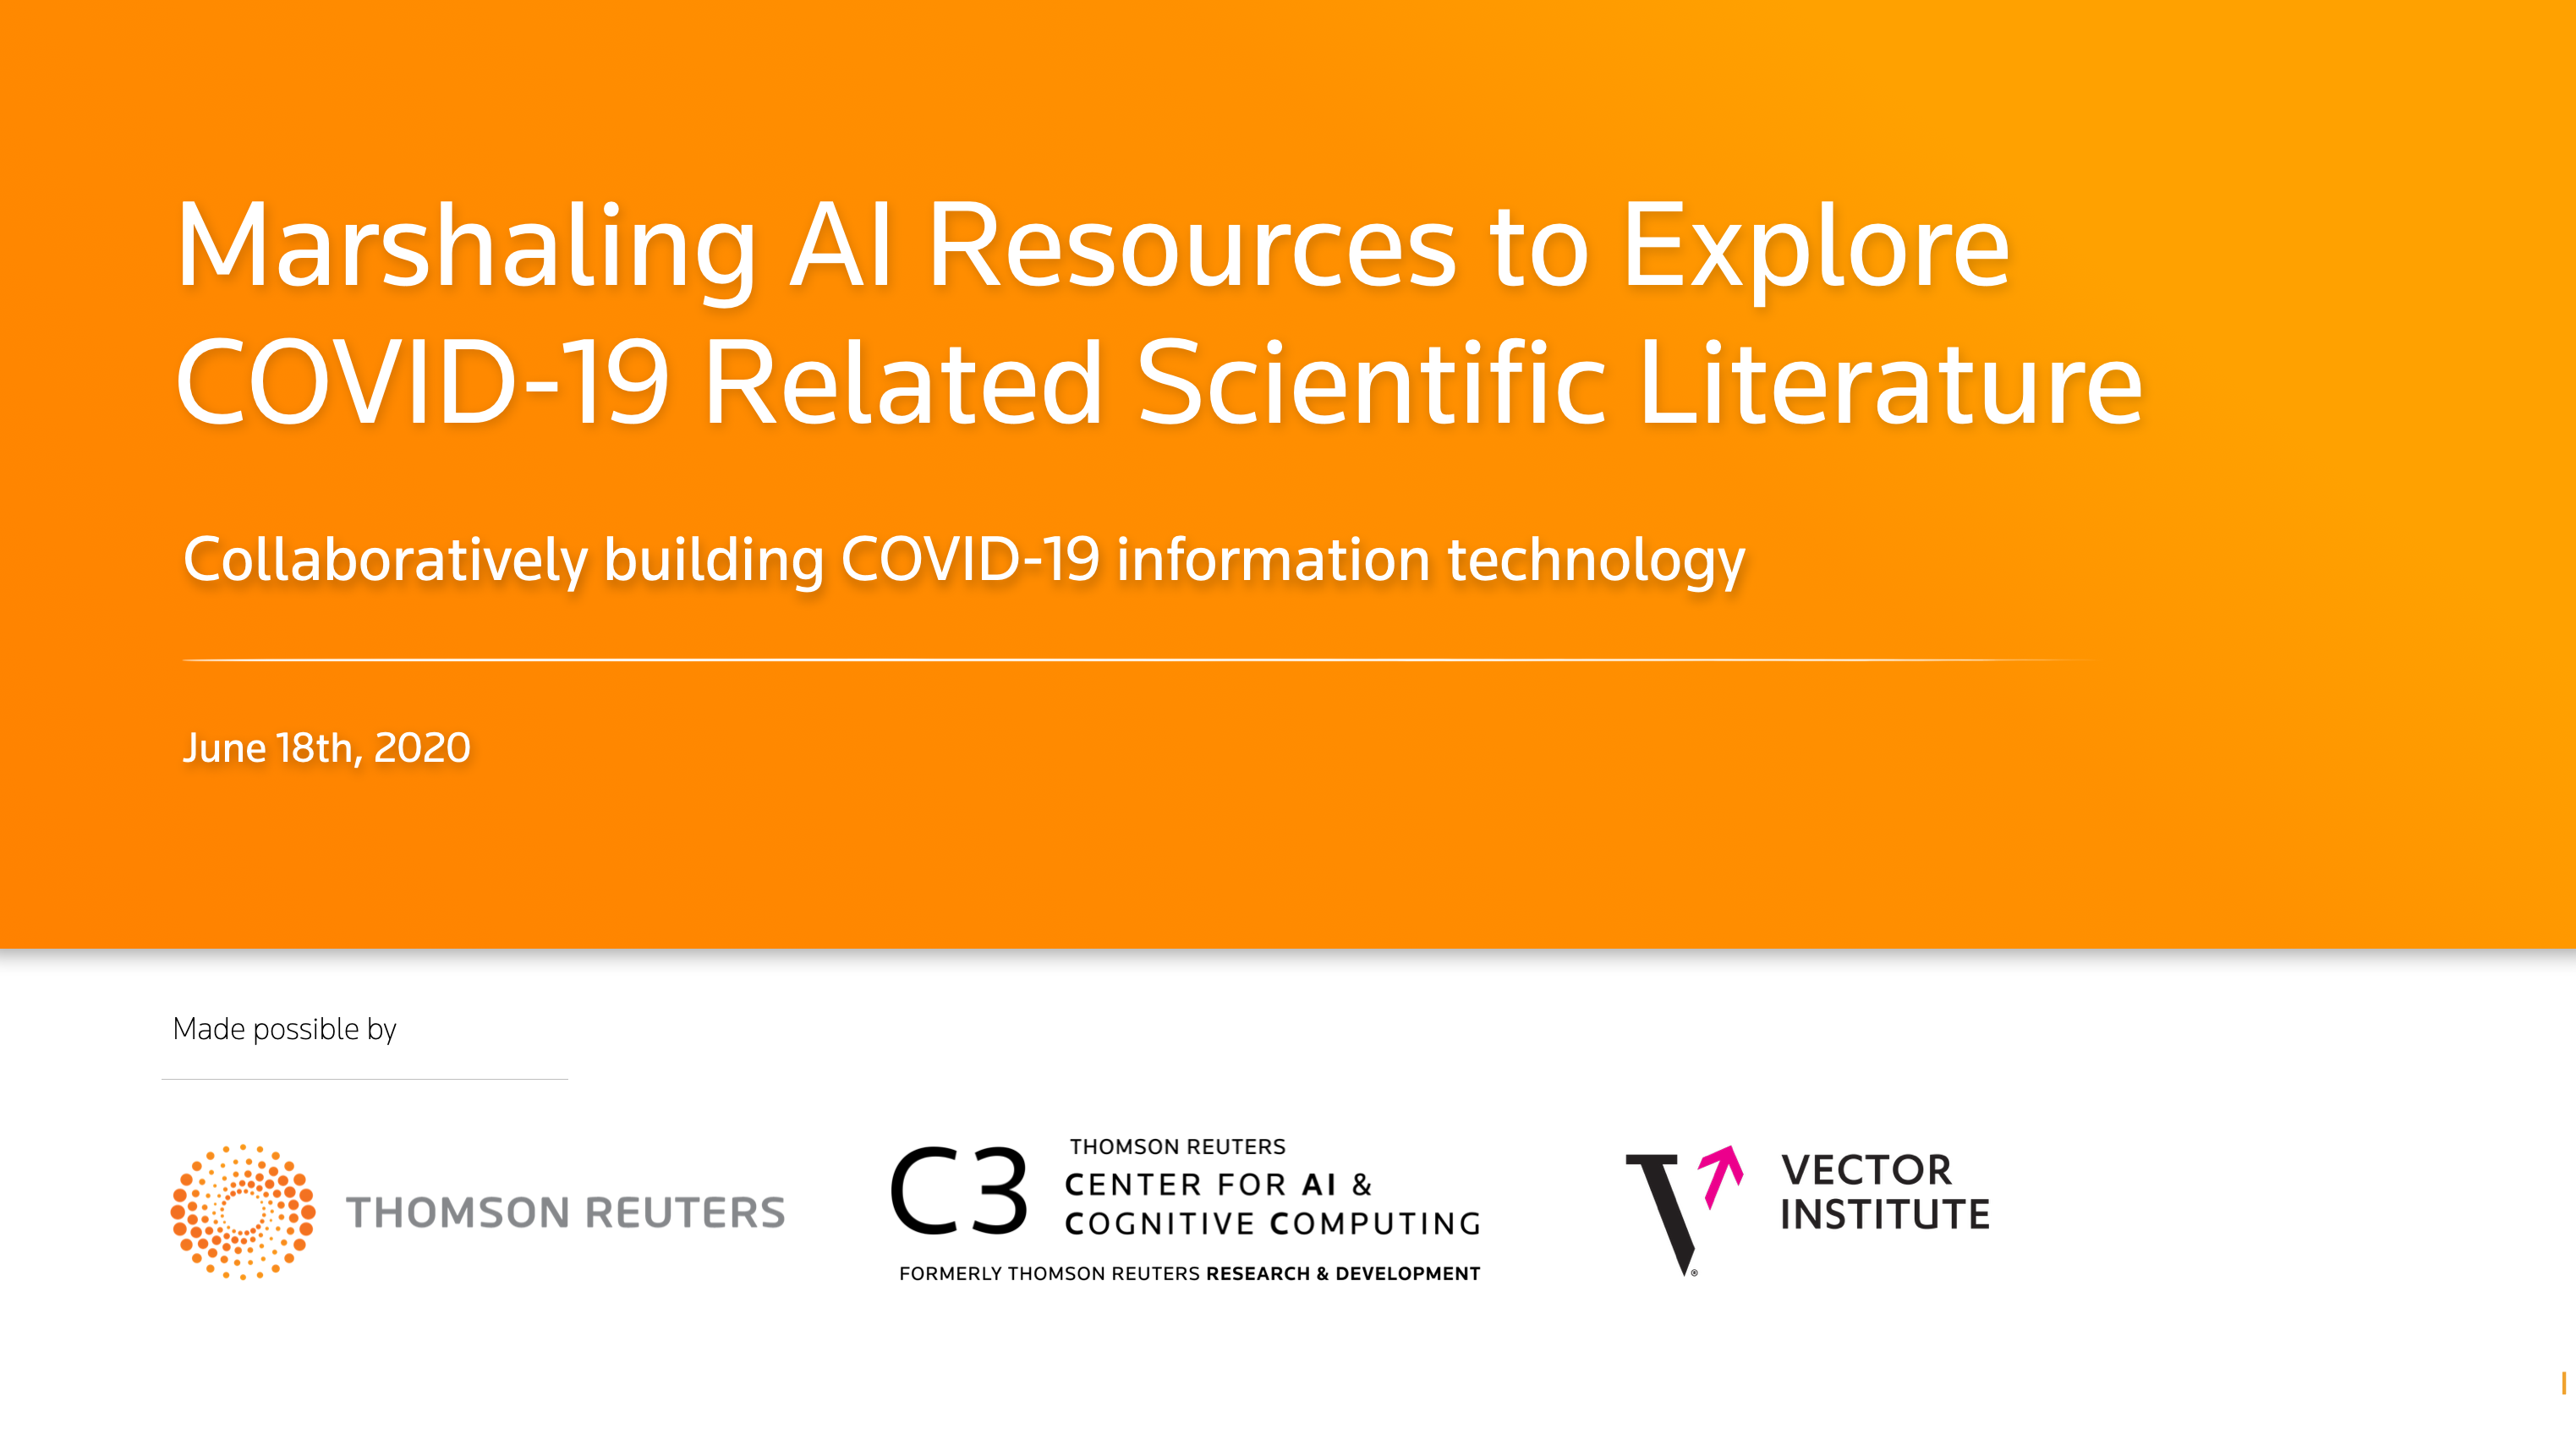 Marshaling AI Resources to Explore
COVID-19 Related Scientific Literature
Collaboratively building COVID-19 information technology
June 18th, 2020
Made possible by
THOMSON REUTERS
C3
THOMSON REUTERS
CENTER FOR AI &
COGNITIVE COMPUTING
FORMERLY THOMSON REUTERS RESEARCH & DEVELOPMENT
V®
VECTOR
INSTITUTE